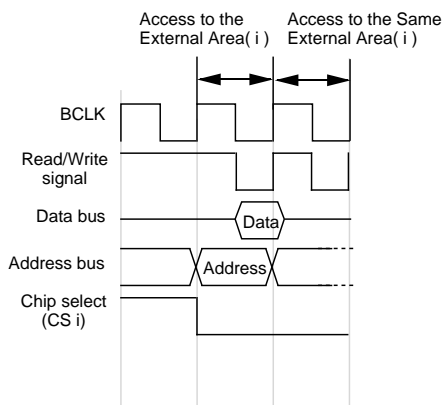 Access to the
External Area( i )
Access to the Same
External Area( i )
BCLK
Read/Write
signal
Data bus
Data
Address bus
Address
Chip select
(CS i)